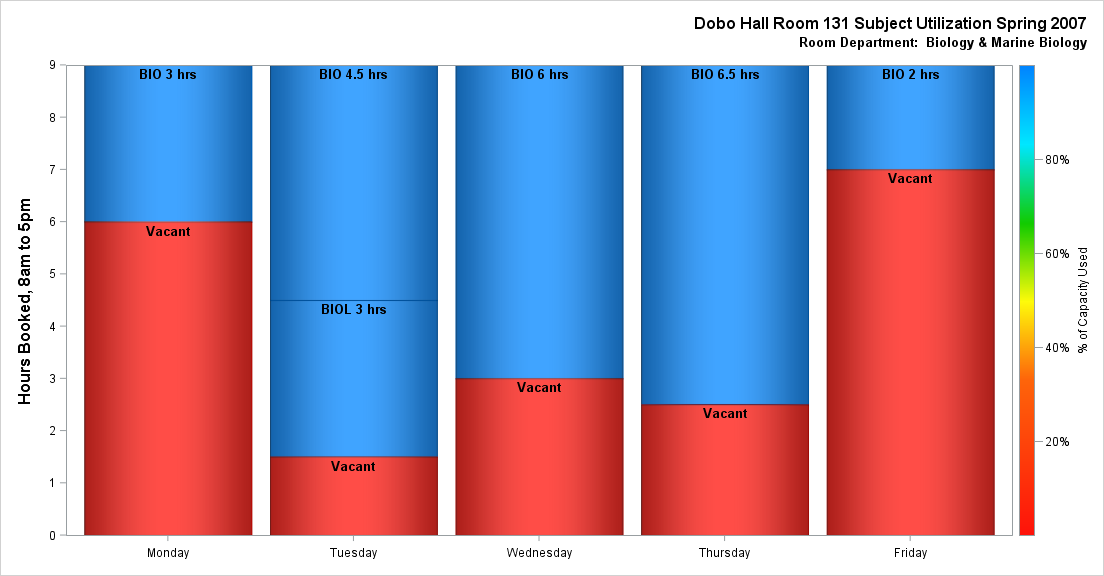 Dobo Hall Room 131 Subject Utilization Spring 2007
Room Department:  Biology & Marine Biology
Hours Booked, 8am to 5pm
9
8
7
6
5
4
3
2
1
0
BIO 3 hrs
Vacant
BIO 4.5 hrs
BIOL 3 hrs
Vacant
BIO 6 hrs
Vacant
BIO 6.5 hrs
Vacant
BIO 2 hrs
Vacant
Monday
Tuesday
Wednesday
Thursday
Friday
80%
60%
40%
20%
% of Capacity Used